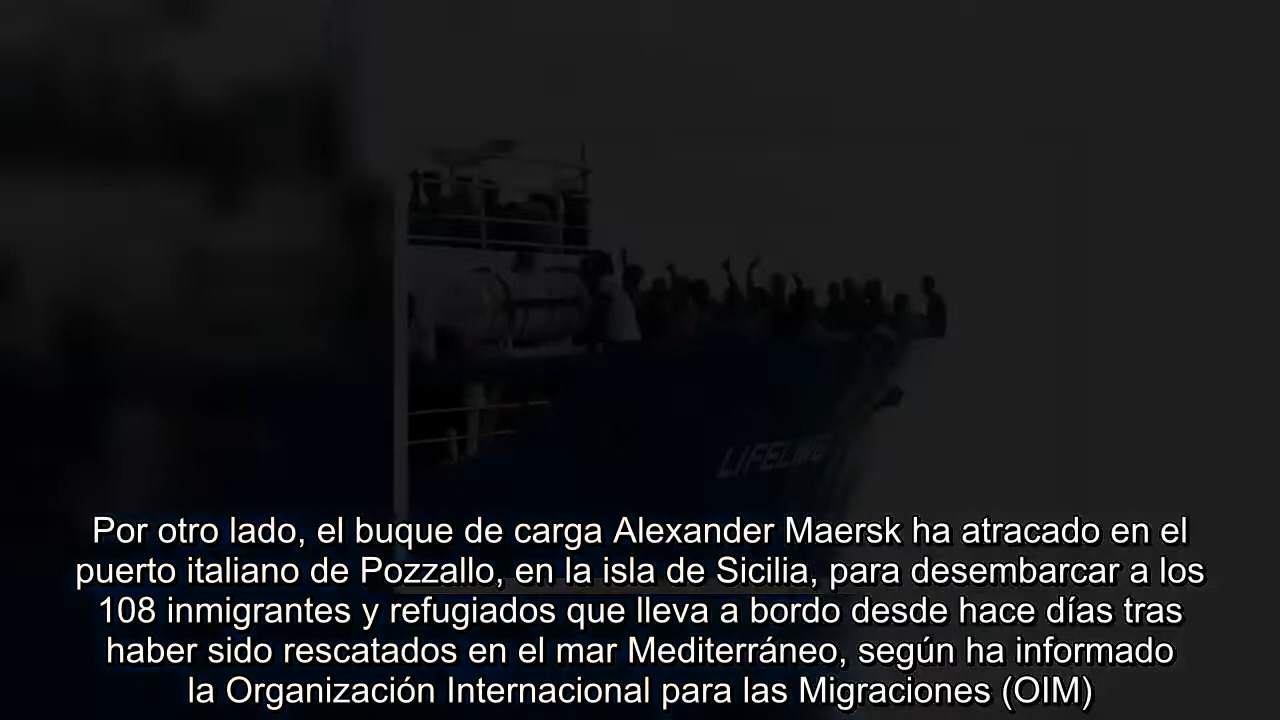 LIFELINE
Por otro lado, el buque de carga Alexander Maersk ha atracado en el
puerto italiano de Pozzallo, en la isla de Sicilia, para desembarcar a los
108 inmigrantes y refugiados que lleva a bordo desde hace días tras
haber sido rescatados en el mar Mediterráneo, según ha informado
la Organización Internacional para las Migraciones (OIM)